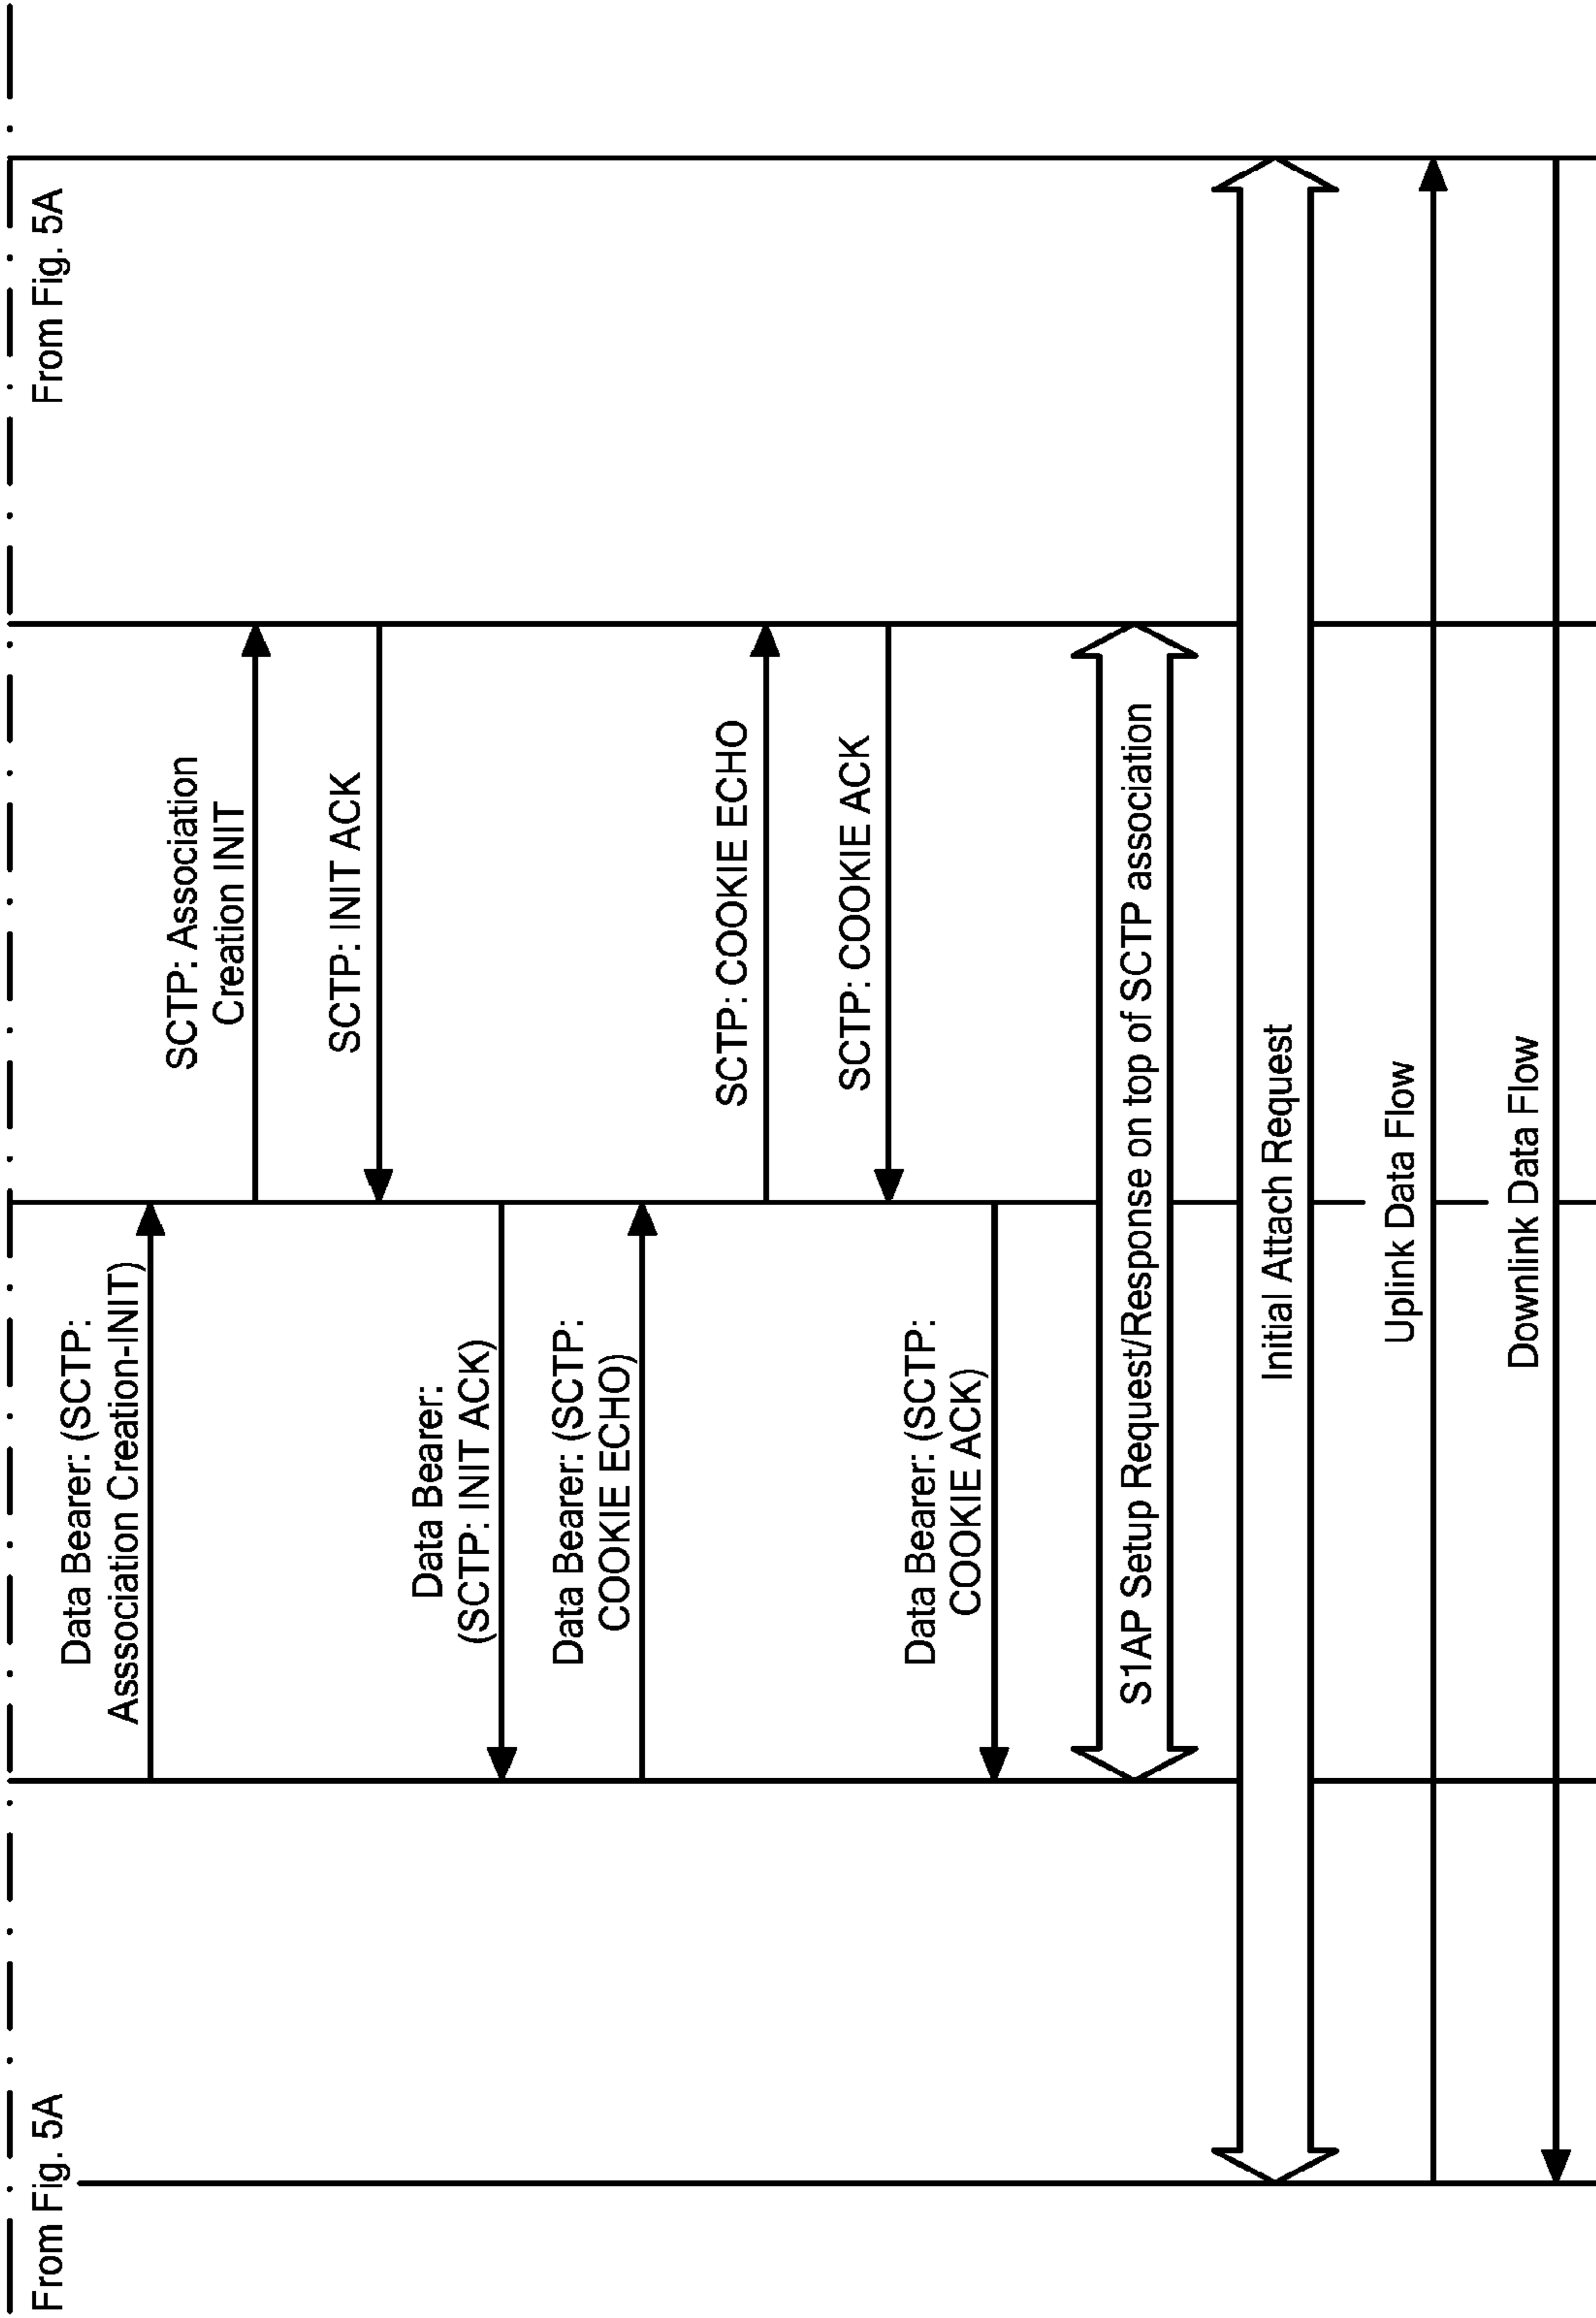 From Fig. 5A
From Fig. 5A
Data Bearer: (SCTP:
Association Creation-INIT)
SCTP: Association
Creation INIT
SCTP: INIT ACK
Data Bearer:
(SCTP: INIT ACK)
Data Bearer: (SCTP:
COOKIE ECHO)
SCTP: COOKIE ECHO
SCTP: COOKIE ACK
Data Bearer: (SCTP:
COOKIE ACK)
S1AP Setup Request/Response on top of SCTP association
Initial Attach Request
Uplink Data Flow
Downlink Data Flow